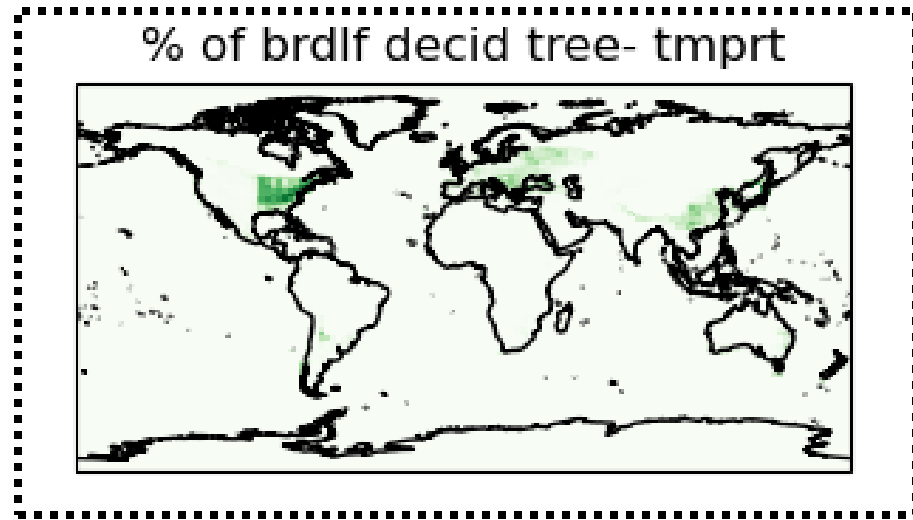 % of brdlf decid tree- tmprt